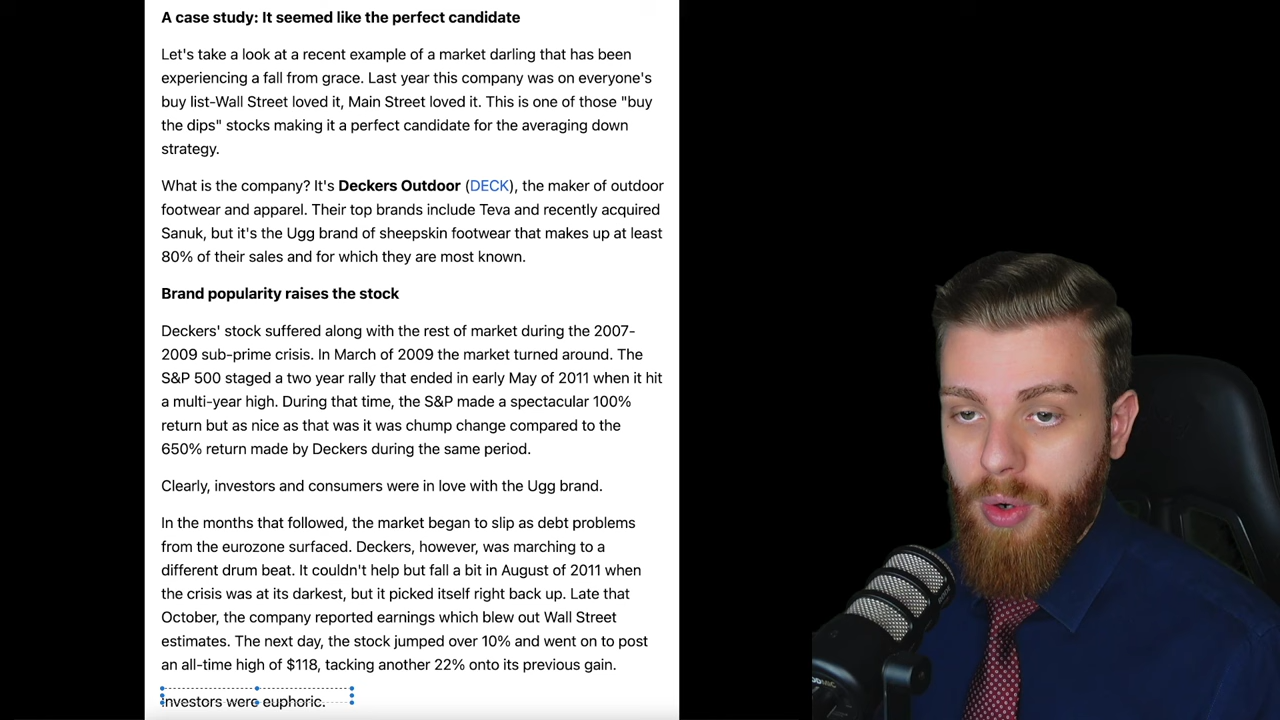 A case study: It seemed like the perfect candidate
Let's take a look at a recent example of a market darling that has been
experiencing a fall from grace. Last year this company was on everyone's
buy list-Wall Street loved it, Main Street loved it. This is one of those "buy
the dips" stocks making it a perfect candidate for the averaging down
strategy.
What is the company? It's Deckers Outdoor (DECK), the maker of outdoor
footwear and apparel. Their top brands include Teva and recently acquired
Sanuk, but it's the Ugg brand of sheepskin footwear that makes up at least
80% of their sales and for which they are most known.
Brand popularity raises the stock
Deckers' stock suffered along with the rest of market during the 2007-
2009 sub-prime crisis. In March of 2009 the market turned around. The
S&P 500 staged a two year rally that ended in early May of 2011 when it hit
a multi-year high. During that time, the S&P made a spectacular 100%
return but as nice as that was it was chump change compared to the
650% return made by Deckers during the same period.
Clearly, investors and consumers were in love with the Ugg brand.
In the months that followed, the market began to slip as debt problems
from the eurozone surfaced. Deckers, however, was marching to a
different drum beat. It couldn't help but fall a bit in August of 2011 when
the crisis was at its darkest, but it picked itself right back up. Late that
October, the company reported earnings which blew out Wall Street
estimates. The next day, the stock jumped over 10% and went on to post
an all-time high of $118, tacking another 22% onto its previous gain.
investors were euphoric.